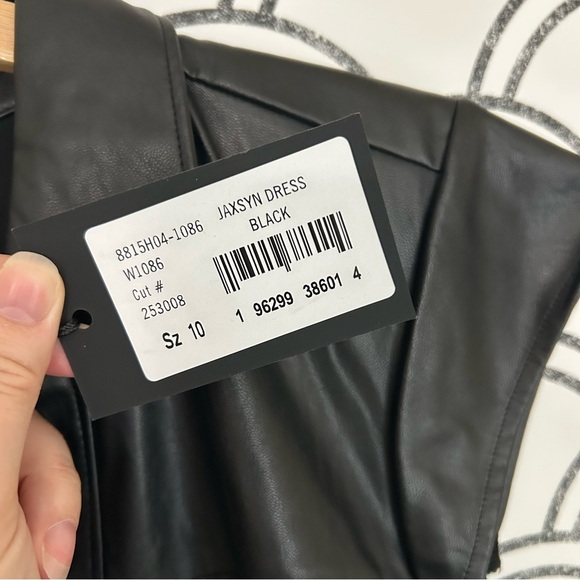 8815H04-1086 JAXSYN DRESS
W1086 BLACK
Cut #
253008
Sz 10 1 96299 38601 4